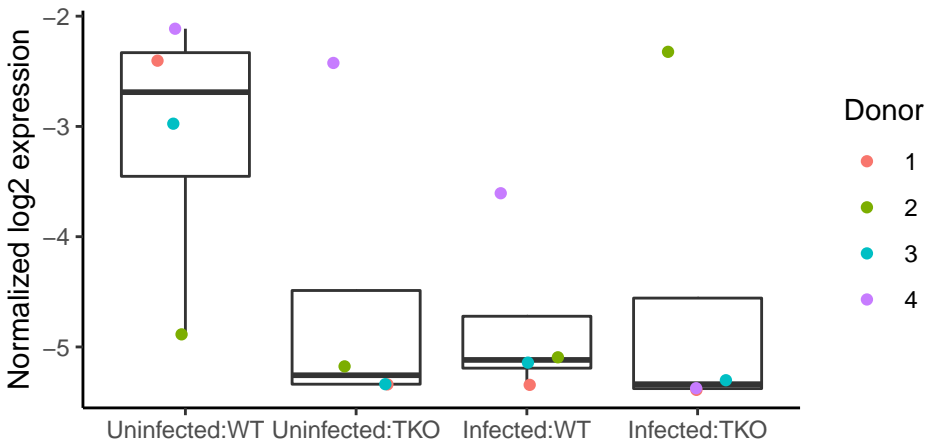 Normalized log2 expression
−2
−3
−4
−5
Uninfected:WT Uninfected:TKO Infected:WT Infected:TKO
Donor
1
2
3
4